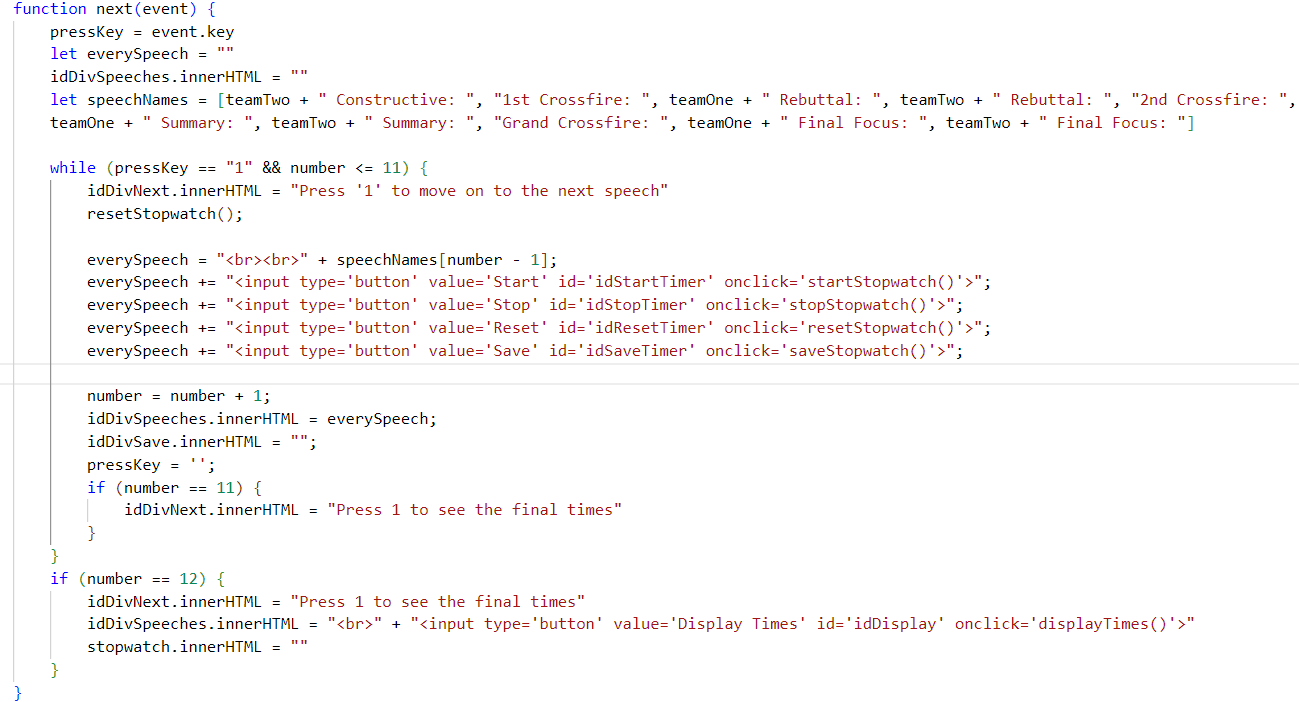 function next(event) {
pressKey = event.key
let everySpeech = ""
idDivSpeeches.innerHTML = ""
let speechNames = [teamTwo + " Constructive: ", "1st Crossfire: ", teamOne + " Rebuttal: ", teamTwo + " Rebuttal: ", "2nd Crossfire: ",
teamOne + " Summary: ", teamTwo + " Summary: ", "Grand Crossfire: ", teamOne + " Final Focus: ", teamTwo + " Final Focus: "]
while (pressKey == "1" && number <= 11) {
idDivNext.innerHTML = "Press '1' to move on to the next speech"
resetStopwatch();
everySpeech = "<br><br>" + speechNames[number - 1];
everySpeech += "<input type='button' value='Start' id='idStartTimer' onclick='startStopwatch()'>";
everySpeech += "<input type='button' value='Stop' id='idStopTimer' onclick='stopStopwatch()'>";
everySpeech += "<input type='button' value='Reset' id='idResetTimer' onclick='resetStopwatch()'>";
everySpeech += "<input type='button' value='Save' id='idSaveTimer' onclick='saveStopwatch()'>";
number = number + 1;
idDivSpeeches.innerHTML = everySpeech;
idDivSave.innerHTML = "";
pressKey = '';
if (number == 11) {
idDivNext.innerHTML = "Press 1 to see the final times"
}
}
if (number == 12) {
idDivNext.innerHTML = "Press 1 to see the final times"
idDivSpeeches.innerHTML = "<br>" + "<input type='button' value='Display Times' id='idDisplay' onclick='displayTimes()'>"
stopwatch.innerHTML = ""
}
}